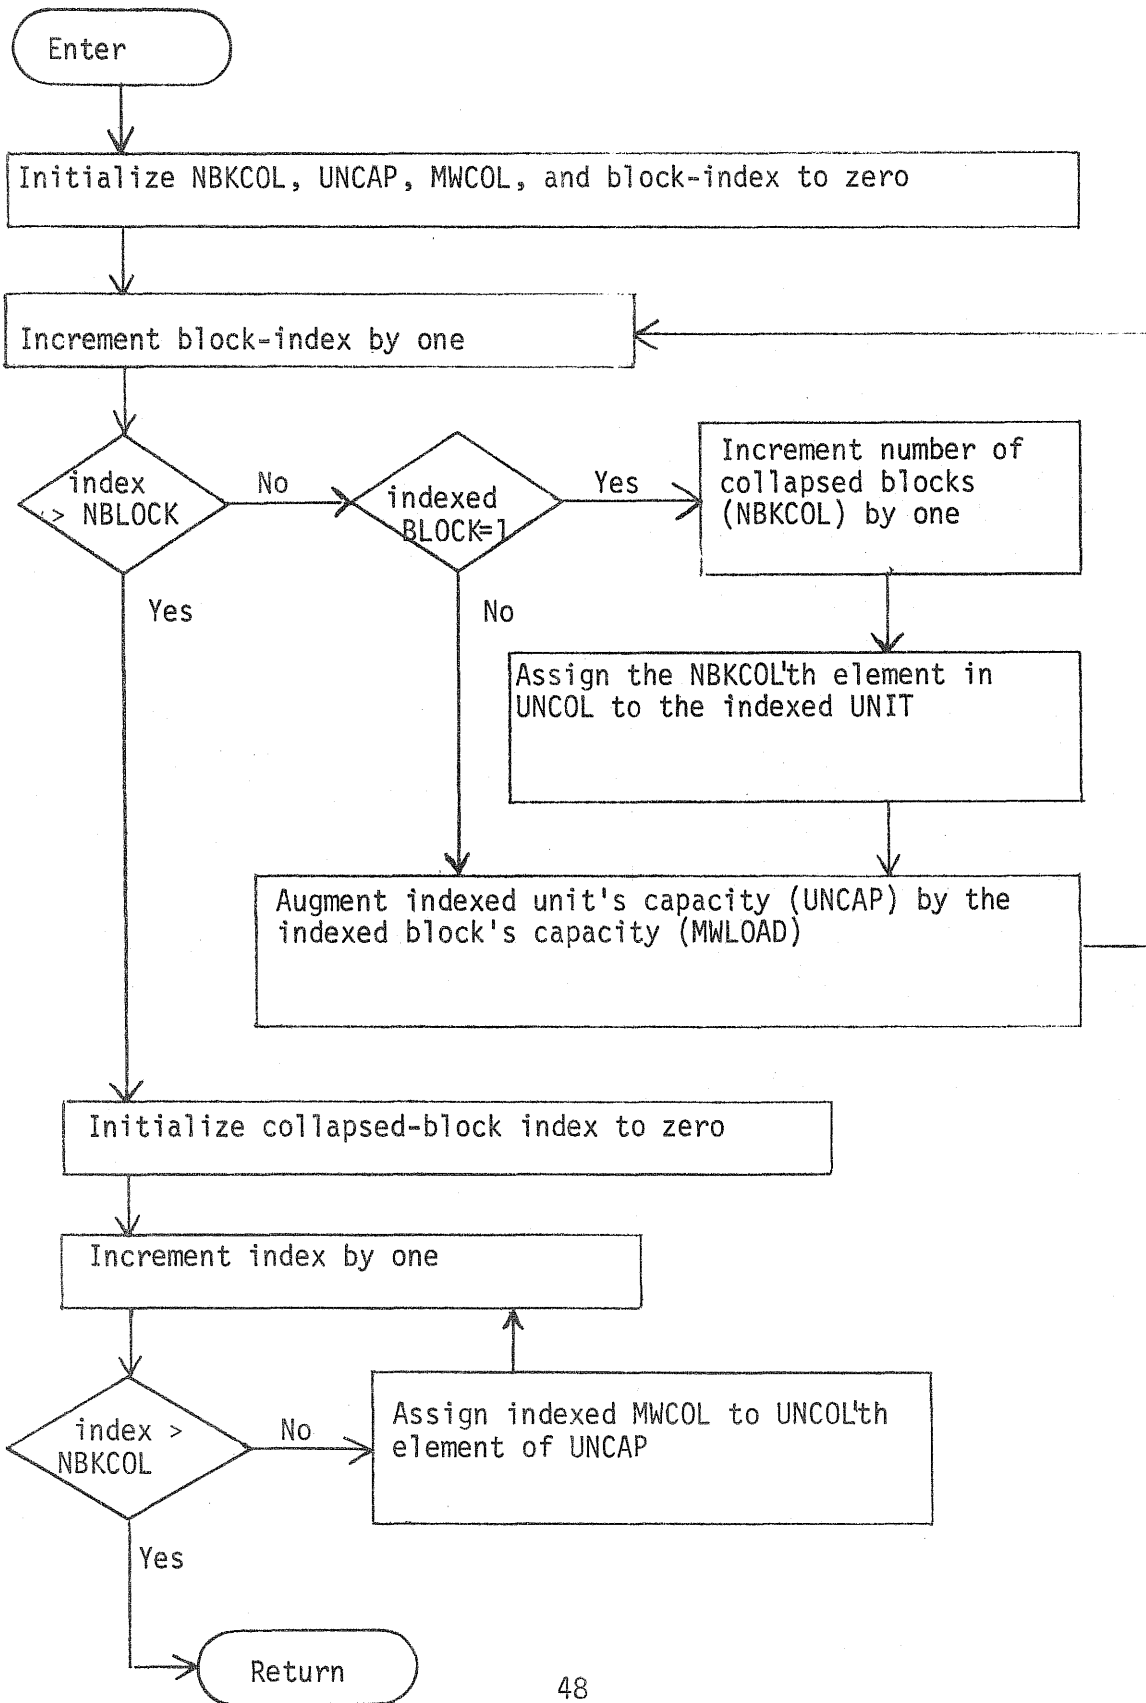 Enter
Initialize NBKCOL, UNCAP, MWCOL, and block-index to zero
Increment block-index by one
index
> NBLOCK
No
indexed
BLOCK=1
Yes
Increment number of
collapsed blocks
(NBKCOL) by one
Yes
No
Assign the NBKCOL'th element in
UNCOL to the indexed UNIT
Augment indexed unit's capacity (UNCAP) by the
indexed block's capacity (MWLOAD)
Initialize collapsed-block index to zero
Increment index by one
index >
NBKCOL
No
Assign indexed MWCOL to UNCOL'th
element of UNCAP
Yes
Return
48